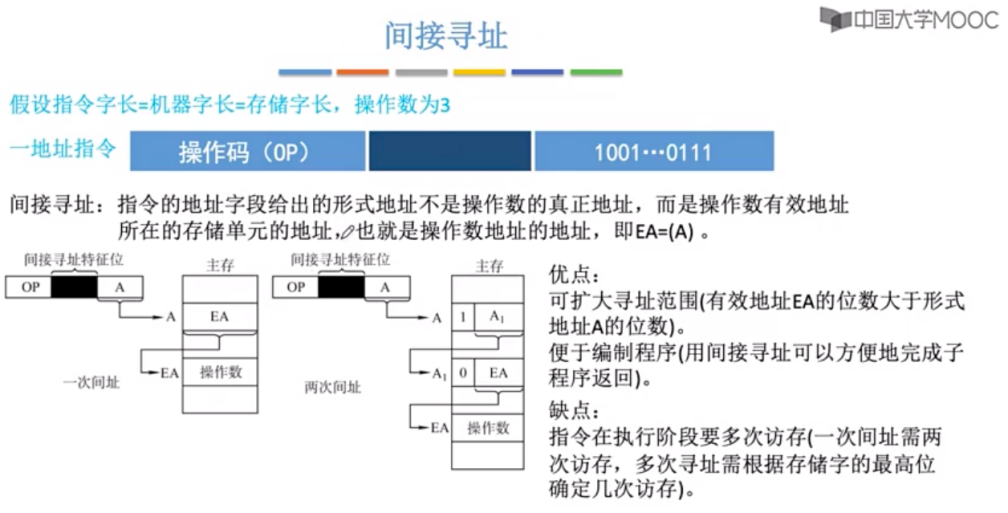 中国大学MOOC
间接寻址
假设指令字长=机器字长=存储字长，操作数为3
一地址指令 操作码（OP） 1001…0111
间接寻址：指令的地址字段给出的形式地址不是操作数的真正地址，而是操作数有效地址
所在的存储单元的地址，也就是操作数地址的地址，即EA=(A) 。
间接寻址特征位
主存
OP A
A EA
EA 操作数
一次间址
间接寻址特征位
主存
OP A
A 1 A₁
A₁ 0 EA
EA 操作数
两次间址
优点：
可扩大寻址范围(有效地址EA的位数大于形式
地址A的位数)。
便于编制程序(用间接寻址可以方便地完成子
程序返回)。
缺点：
指令在执行阶段要多次访存(一次间址需两
次访存，多次寻址需根据存储字的最高位
确定几次访存)。